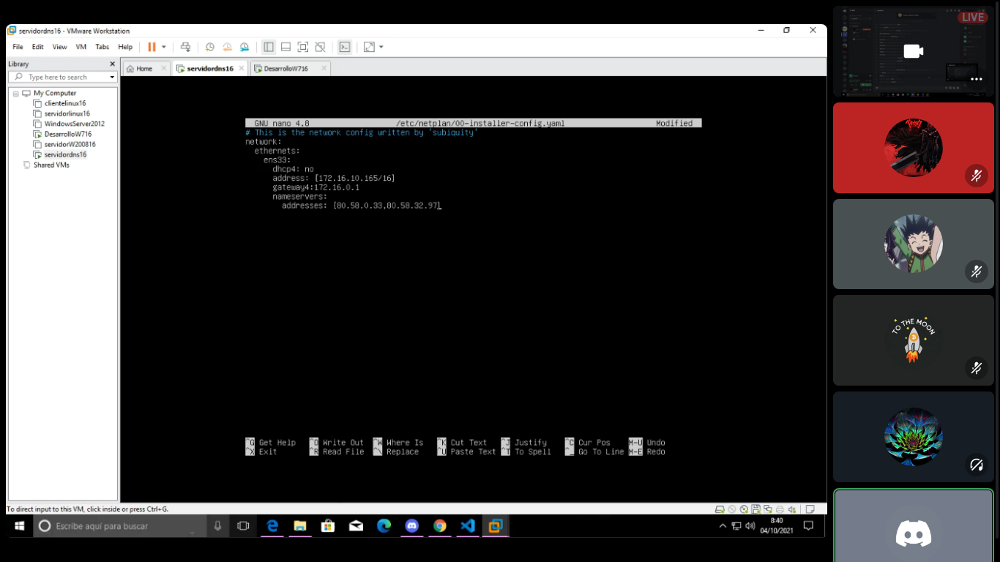 servidordns16 - VMware Workstation
File Edit View VM Tabs Help
Library
Type here to search
My Computer
clientelinux16
servidorlinux16
WindowsServer2012
DesarrolloW716
servidorW200816
servidordns16
Shared VMs
Home servidordns16 DesarrolloW716
GNU nano 4.8 /etc/netplan/00-installer-config.yaml Modified
# This is the network config written by 'subiquity'
network:
ethernets:
ens33:
dhcp4: no
address: [172.16.10.165/16]
gateway4:172.16.0.1
nameservers:
addresses: [80.58.0.33,80.58.32.97]
^G Get Help ^O Write Out ^W Where Is ^K Cut Text ^J Justify ^C Cur Pos M-U Undo
^X Exit ^R Read File ^\ Replace ^U Paste Text ^T To Spell ^_ Go To Line M-E Redo
To direct input to this VM, click inside or press Ctrl+G.
Escribe aquí para buscar
8:40
04/10/2021
LIVE
TO THE MOON